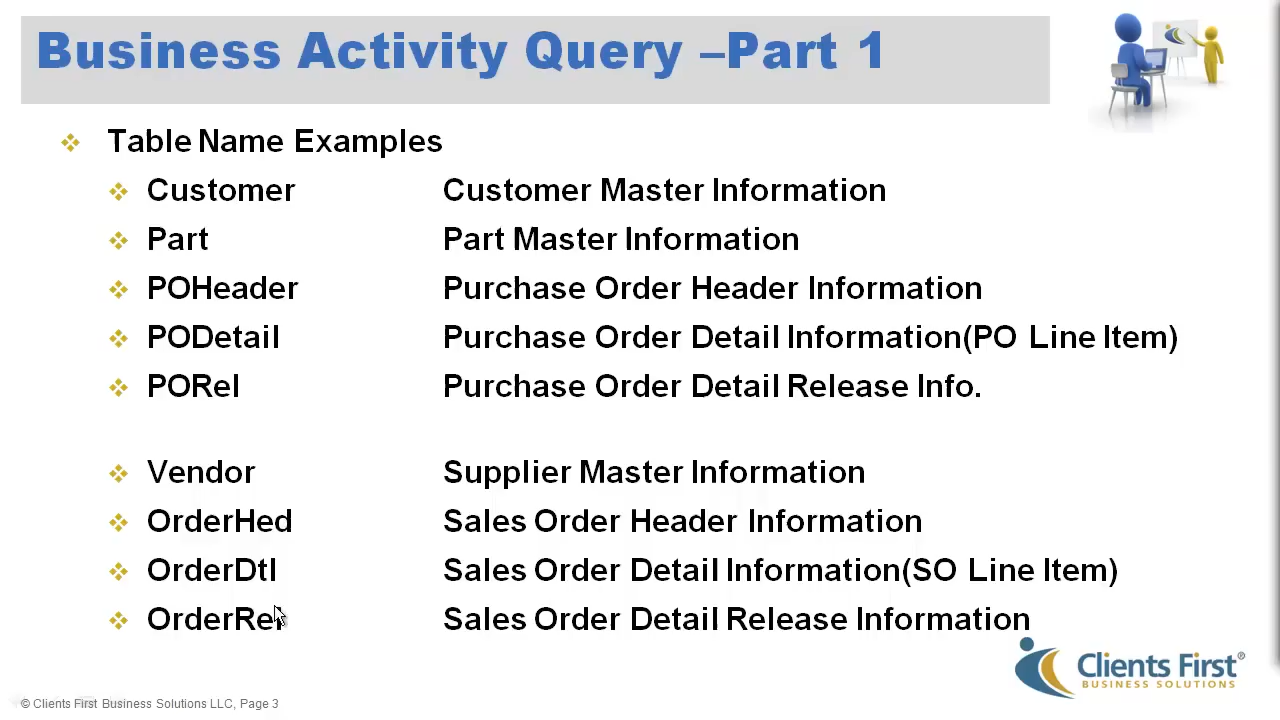 Business Activity Query –Part 1
Table Name Examples
Customer Customer Master Information
Part Part Master Information
POHeader Purchase Order Header Information
PODetail Purchase Order Detail Information(PO Line Item)
PORel Purchase Order Detail Release Info.
Vendor Supplier Master Information
OrderHed Sales Order Header Information
OrderDtl Sales Order Detail Information(SO Line Item)
OrderRel Sales Order Detail Release Information
Clients First®
BUSINESS SOLUTIONS
© Clients First Business Solutions LLC, Page 3